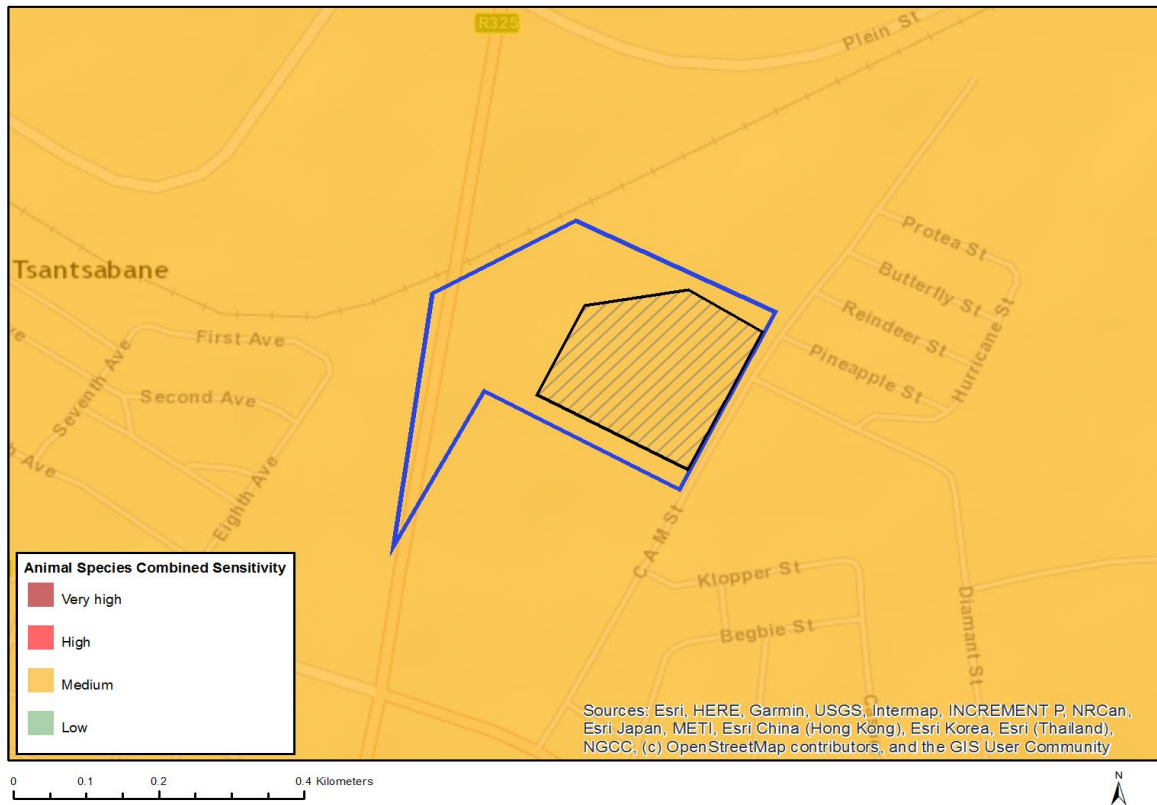 R325
Plein St
Protea St
Butterfly St
Reindeer St
Pineapple St
Hurricane St
Tsantsabane
First Ave
Second Ave
Seventh Ave
Eighth Ave
Ave
h Ave
C A M St
Klopper St
Begbie St
Diamant St
Animal Species Combined Sensitivity
Very high
High
Medium
Low
Sources: Esri, HERE, Garmin, USGS, Intermap, INCREMENT P, NRCan,
Esri Japan, METI, Esri China (Hong Kong), Esri Korea, Esri (Thailand),
NGCC, (c) OpenStreetMap contributors, and the GIS User Community
0 0.1 0.2 0.4 Kilometers
N